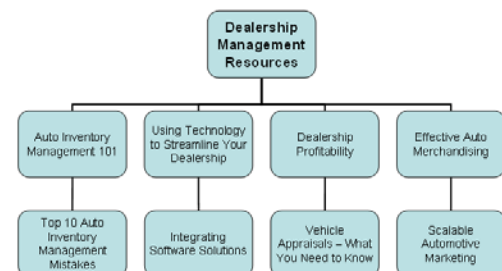 Dealership
Management
Resources
Auto Inventory
Management 101
Using Technology
to Streamline Your
Dealership
Dealership
Profitability
Effective Auto
Merchandising
Top 10 Auto
Inventory
Management
Mistakes
Integrating
Software Solutions
Vehicle
Appraisals – What
You Need to Know
Scalable
Automotive
Marketing